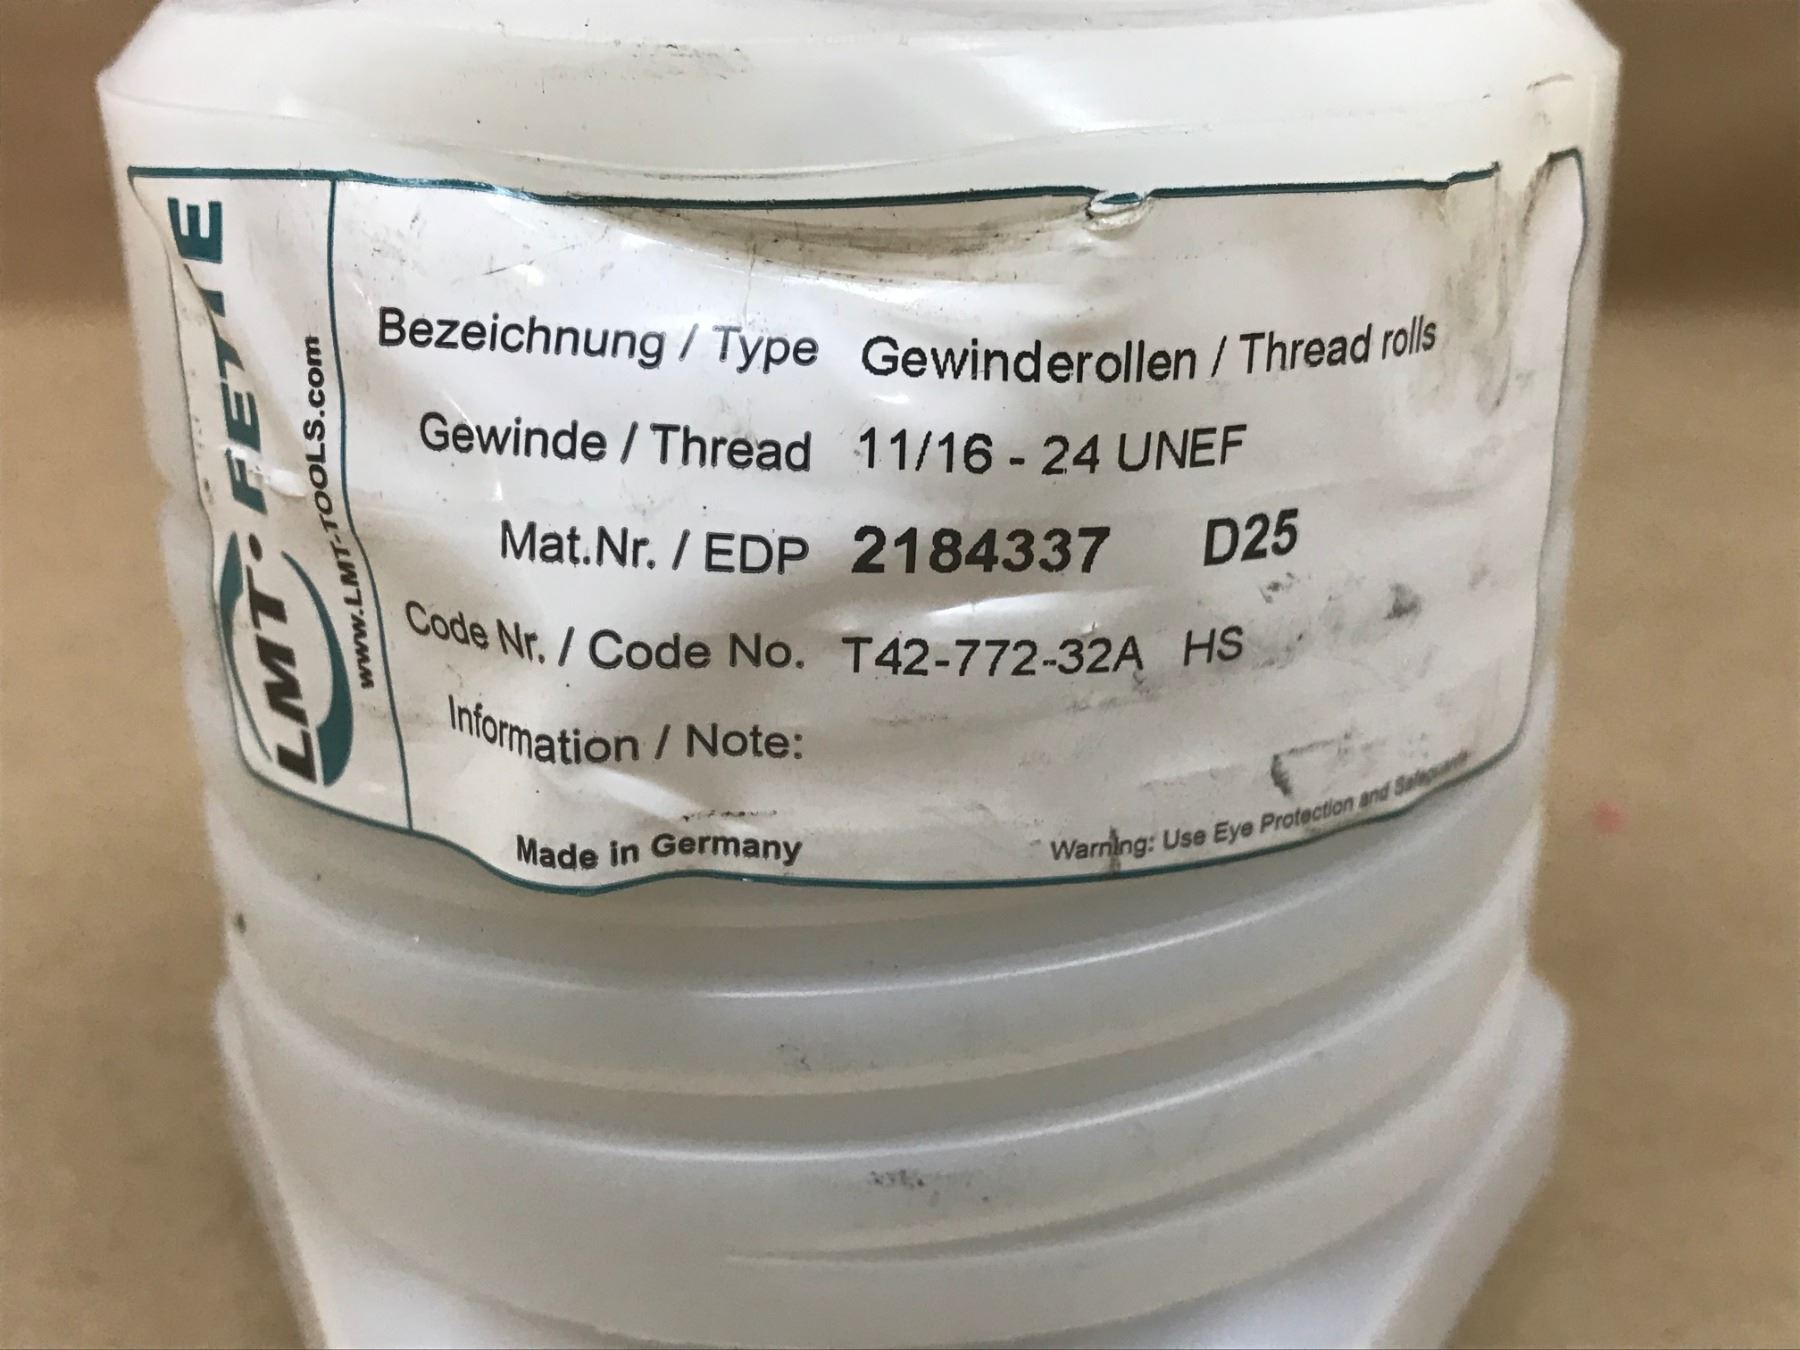 LMT·FETTE
www.LMT-TOOLS.com
Bezeichnung / Type Gewinderollen / Thread rolls
Gewinde / Thread 11/16 - 24 UNEF
Mat.Nr. / EDP 2184337 D25
Code Nr. / Code No. T42-772-32A HS
Information / Note:
Made in Germany
Warning: Use Eye Protection and Safeguards